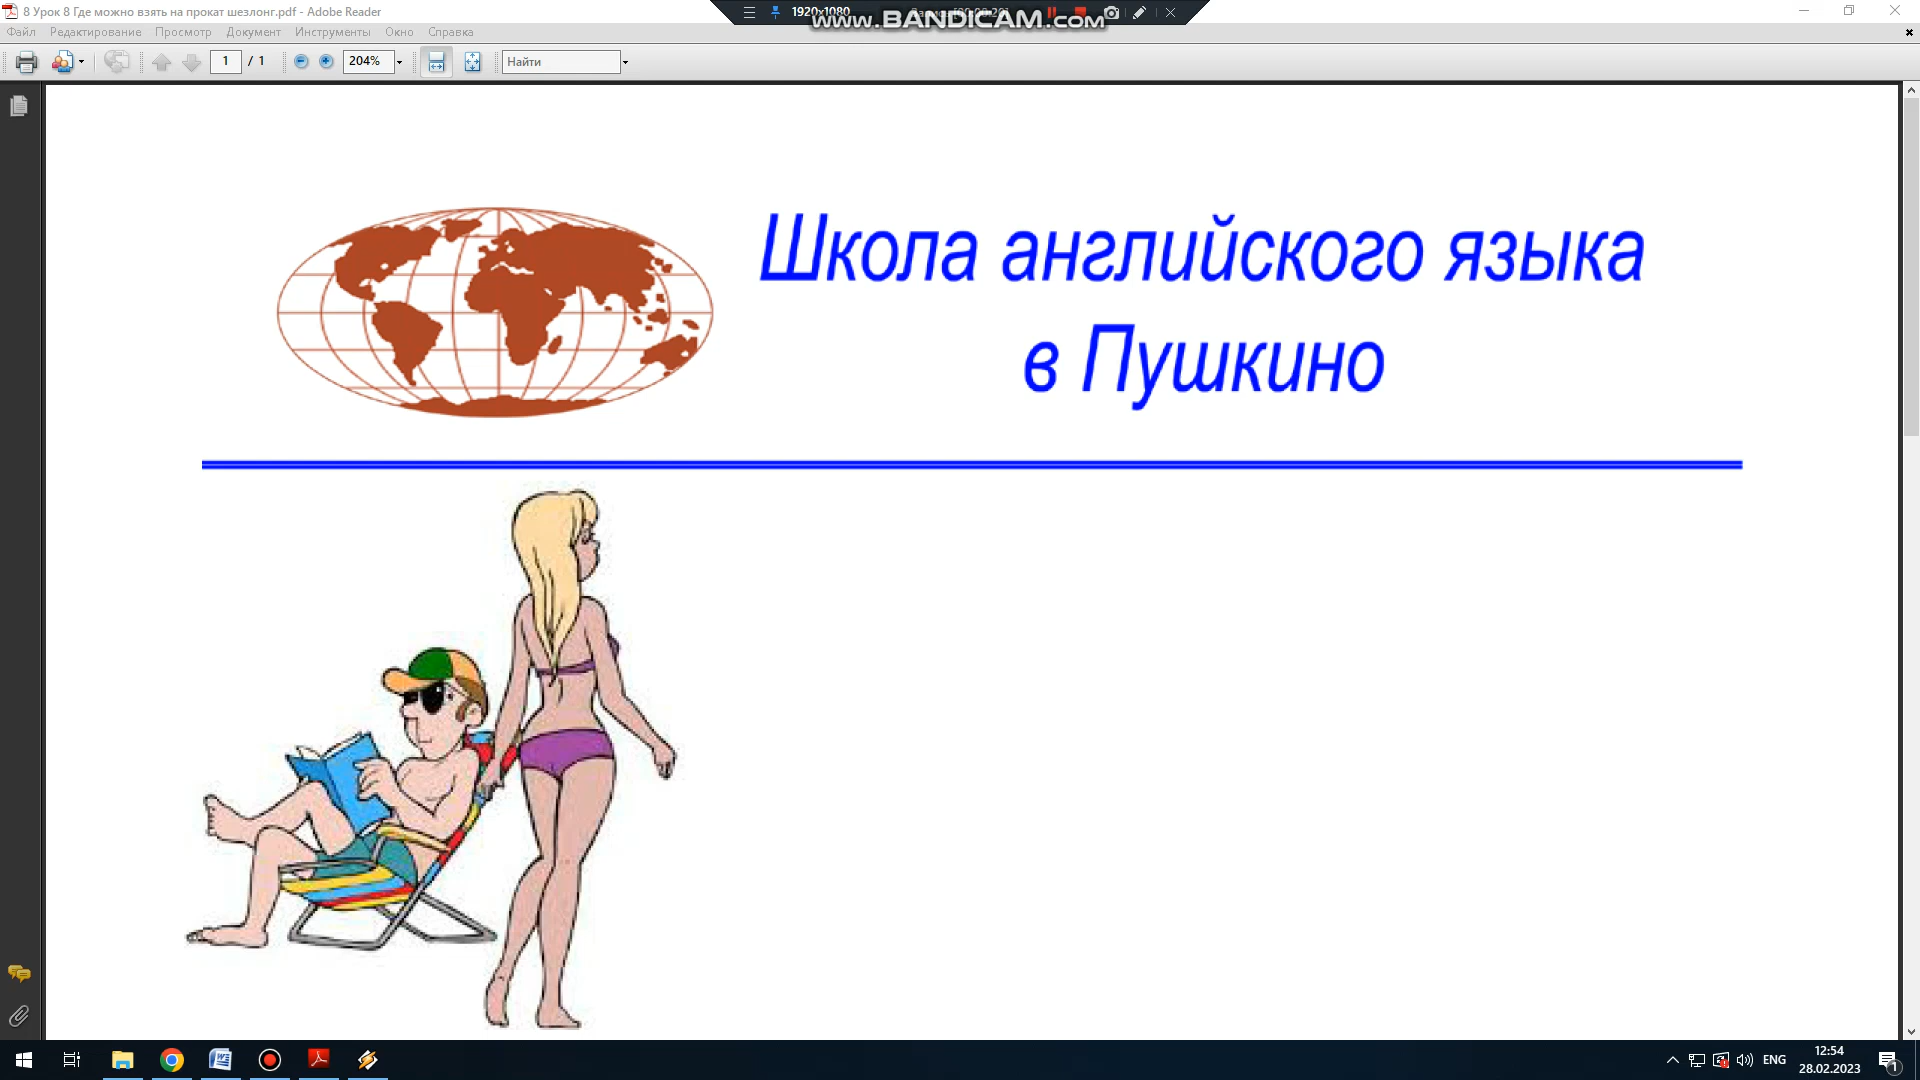 8 Урок 8 Где можно взять на прокат шезлонг.pdf - Adobe Reader
1920x1080
www.BANDICAM.com
Файл Редактирование Просмотр Документ Инструменты Окно Справка
1 / 1
204%
Найти
Школа английского языка
в Пушкино
ENG
12:54
28.02.2023
1